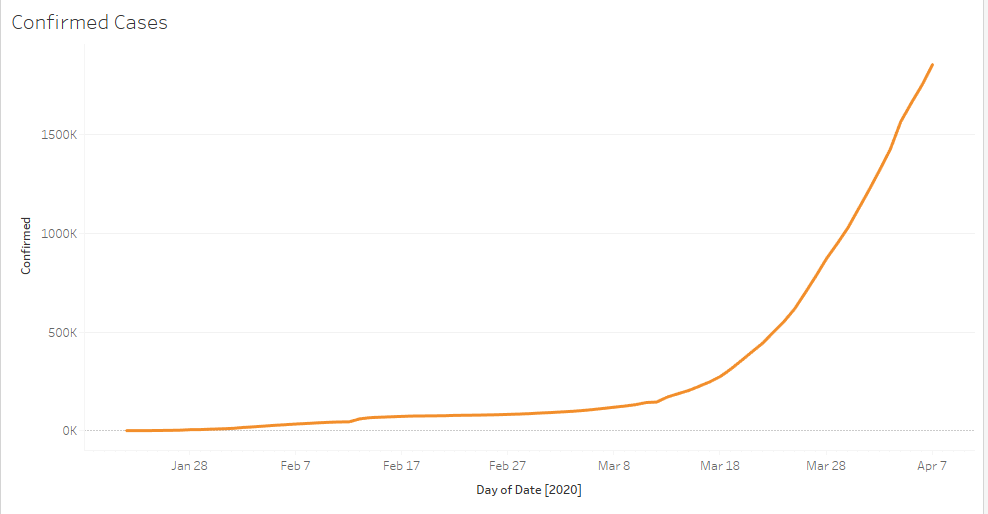 Confirmed Cases
1500K
1000K
500K
0K
Confirmed
Jan 28 Feb 7 Feb 17 Feb 27 Mar 8 Mar 18 Mar 28 Apr 7
Day of Date [2020]